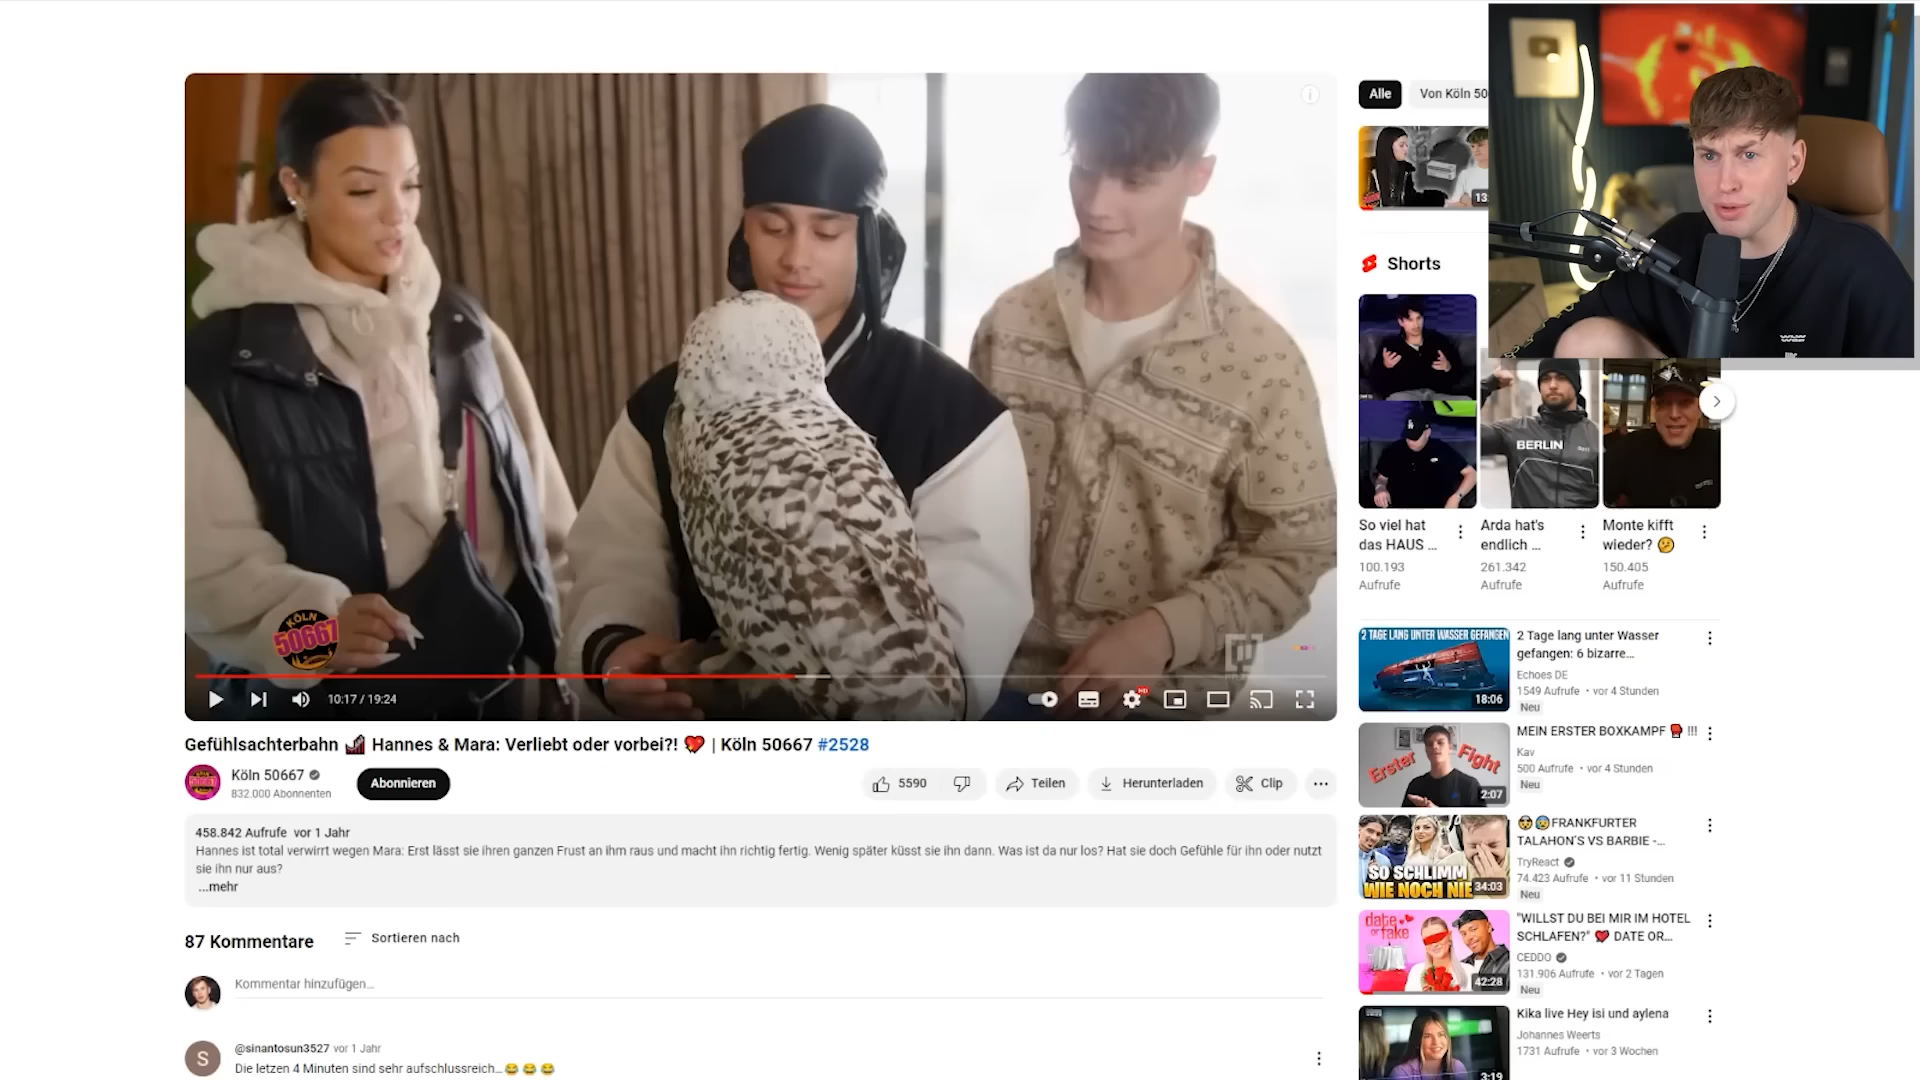 KÖLN
50667
10:17 / 19:24
HD
Gefühlsachterbahn 🎢 Hannes & Mara: Verliebt oder vorbei?! 💖 | Köln 50667 #2528
Köln 50667
832.000 Abonnenten
Abonnieren
5590
Teilen
Herunterladen
Clip
458.842 Aufrufe vor 1 Jahr
Hannes ist total verwirrt wegen Mara: Erst lässt sie ihren ganzen Frust an ihm raus und macht ihn richtig fertig. Wenig später küsst sie ihn dann. Was ist da nur los? Hat sie doch Gefühle für ihn oder nutzt
sie ihn nur aus?
...mehr
87 Kommentare
Sortieren nach
Kommentar hinzufügen...
S
@sinantosun3527 vor 1 Jahr
Die letzen 4 Minuten sind sehr aufschlussreich...😂 😂 😂
Alle
Von Köln 50
13
Shorts
BERLIN
So viel hat
das HAUS ...
100.193
Aufrufe
Arda hat's
endlich ...
261.342
Aufrufe
Monte kifft
wieder? 🤔
150.405
Aufrufe
2 TAGE LANG UNTER WASSER GEFANGEN
18:06
2 Tage lang unter Wasser
gefangen: 6 bizarre...
Echoes DE
1549 Aufrufe • vor 4 Stunden
Neu
Erster Fight
2:07
MEIN ERSTER BOXKAMPF 🥊 !!!
Kav
500 Aufrufe • vor 4 Stunden
Neu
SO SCHLIMM
WIE NOCH NIE
34:03
FRANKFURTER
TALAHON´S VS BARBIE -...
TryReact
74.423 Aufrufe • vor 11 Stunden
Neu
date
or fake
42:28
"WILLST DU BEI MIR IM HOTEL
SCHLAFEN?" ❤️ DATE OR...
CEDDO
131.906 Aufrufe • vor 2 Tagen
Neu
3:19
Kika live Hey isi und aylena
Johannes Weerts
1731 Aufrufe • vor 3 Wochen